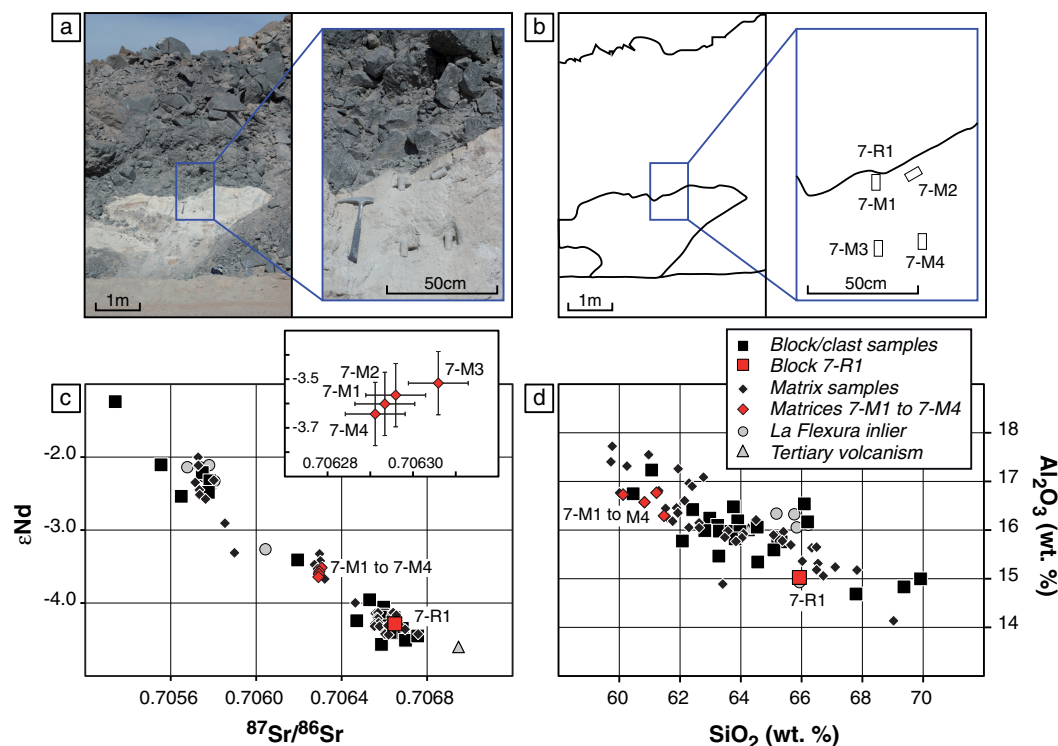 a
1m
50cm
b
7-R1
7-M2
7-M1
7-M3
7-M4
1m
50cm
Block/clast samples
Block 7-R1
Matrix samples
Matrices 7-M1 to 7-M4
La Flexura inlier
Tertiary volcanism
c
-2.0
-3.0
-4.0
εNd
7-M1 to 7-M4
7-R1
0.7056
0.7060
0.7064
0.7068
87Sr/86Sr
-3.5
-3.7
7-M2
7-M3
7-M1
7-M4
0.70628
0.70630
d
18
17
16
15
14
Al2O3 (wt. %)
7-M1 to M4
7-R1
60
62
64
66
68
70
SiO2 (wt. %)